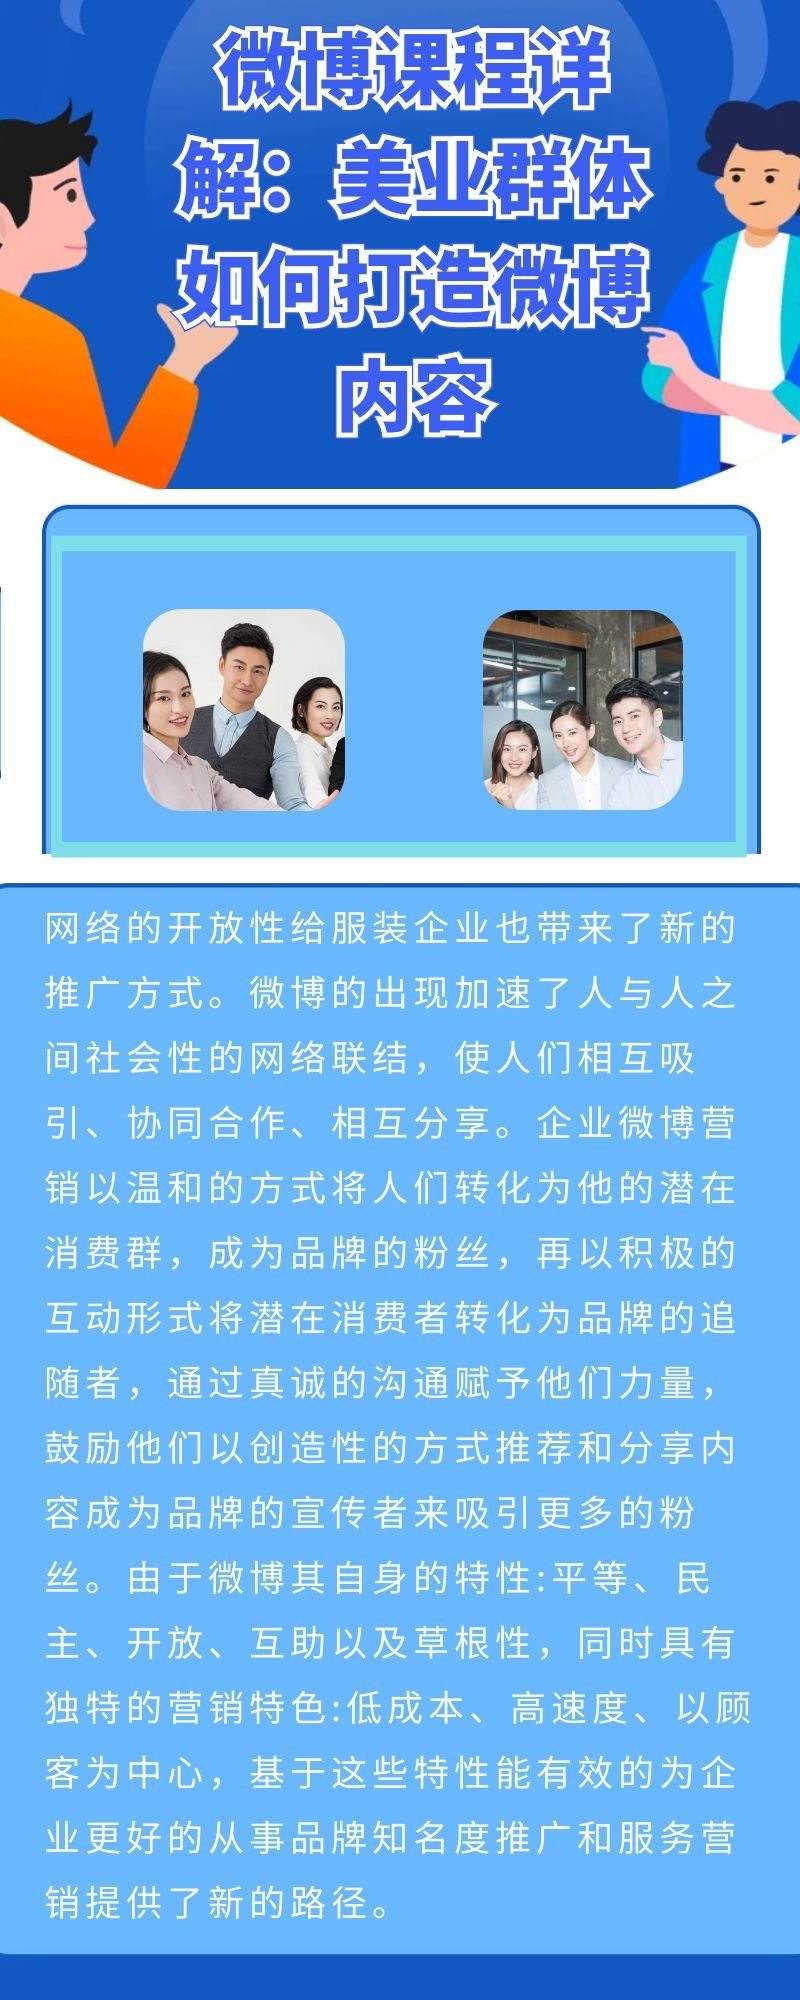 微博课程详
解：美业群体
如何打造微博
内容
网络的开放性给服装企业也带来了新的
推广方式。微博的出现加速了人与人之
间社会性的网络联结，使人们相互吸
引、协同合作、相互分享。企业微博营
销以温和的方式将人们转化为他的潜在
消费群，成为品牌的粉丝，再以积极的
互动形式将潜在消费者转化为品牌的追
随者，通过真诚的沟通赋予他们力量，
鼓励他们以创造性的方式推荐和分享内
容成为品牌的宣传者来吸引更多的粉
丝。由于微博其自身的特性:平等、民
主、开放、互助以及草根性，同时具有
独特的营销特色:低成本、高速度、以顾
客为中心，基于这些特性能有效的为企
业更好的从事品牌知名度推广和服务营
销提供了新的路径。